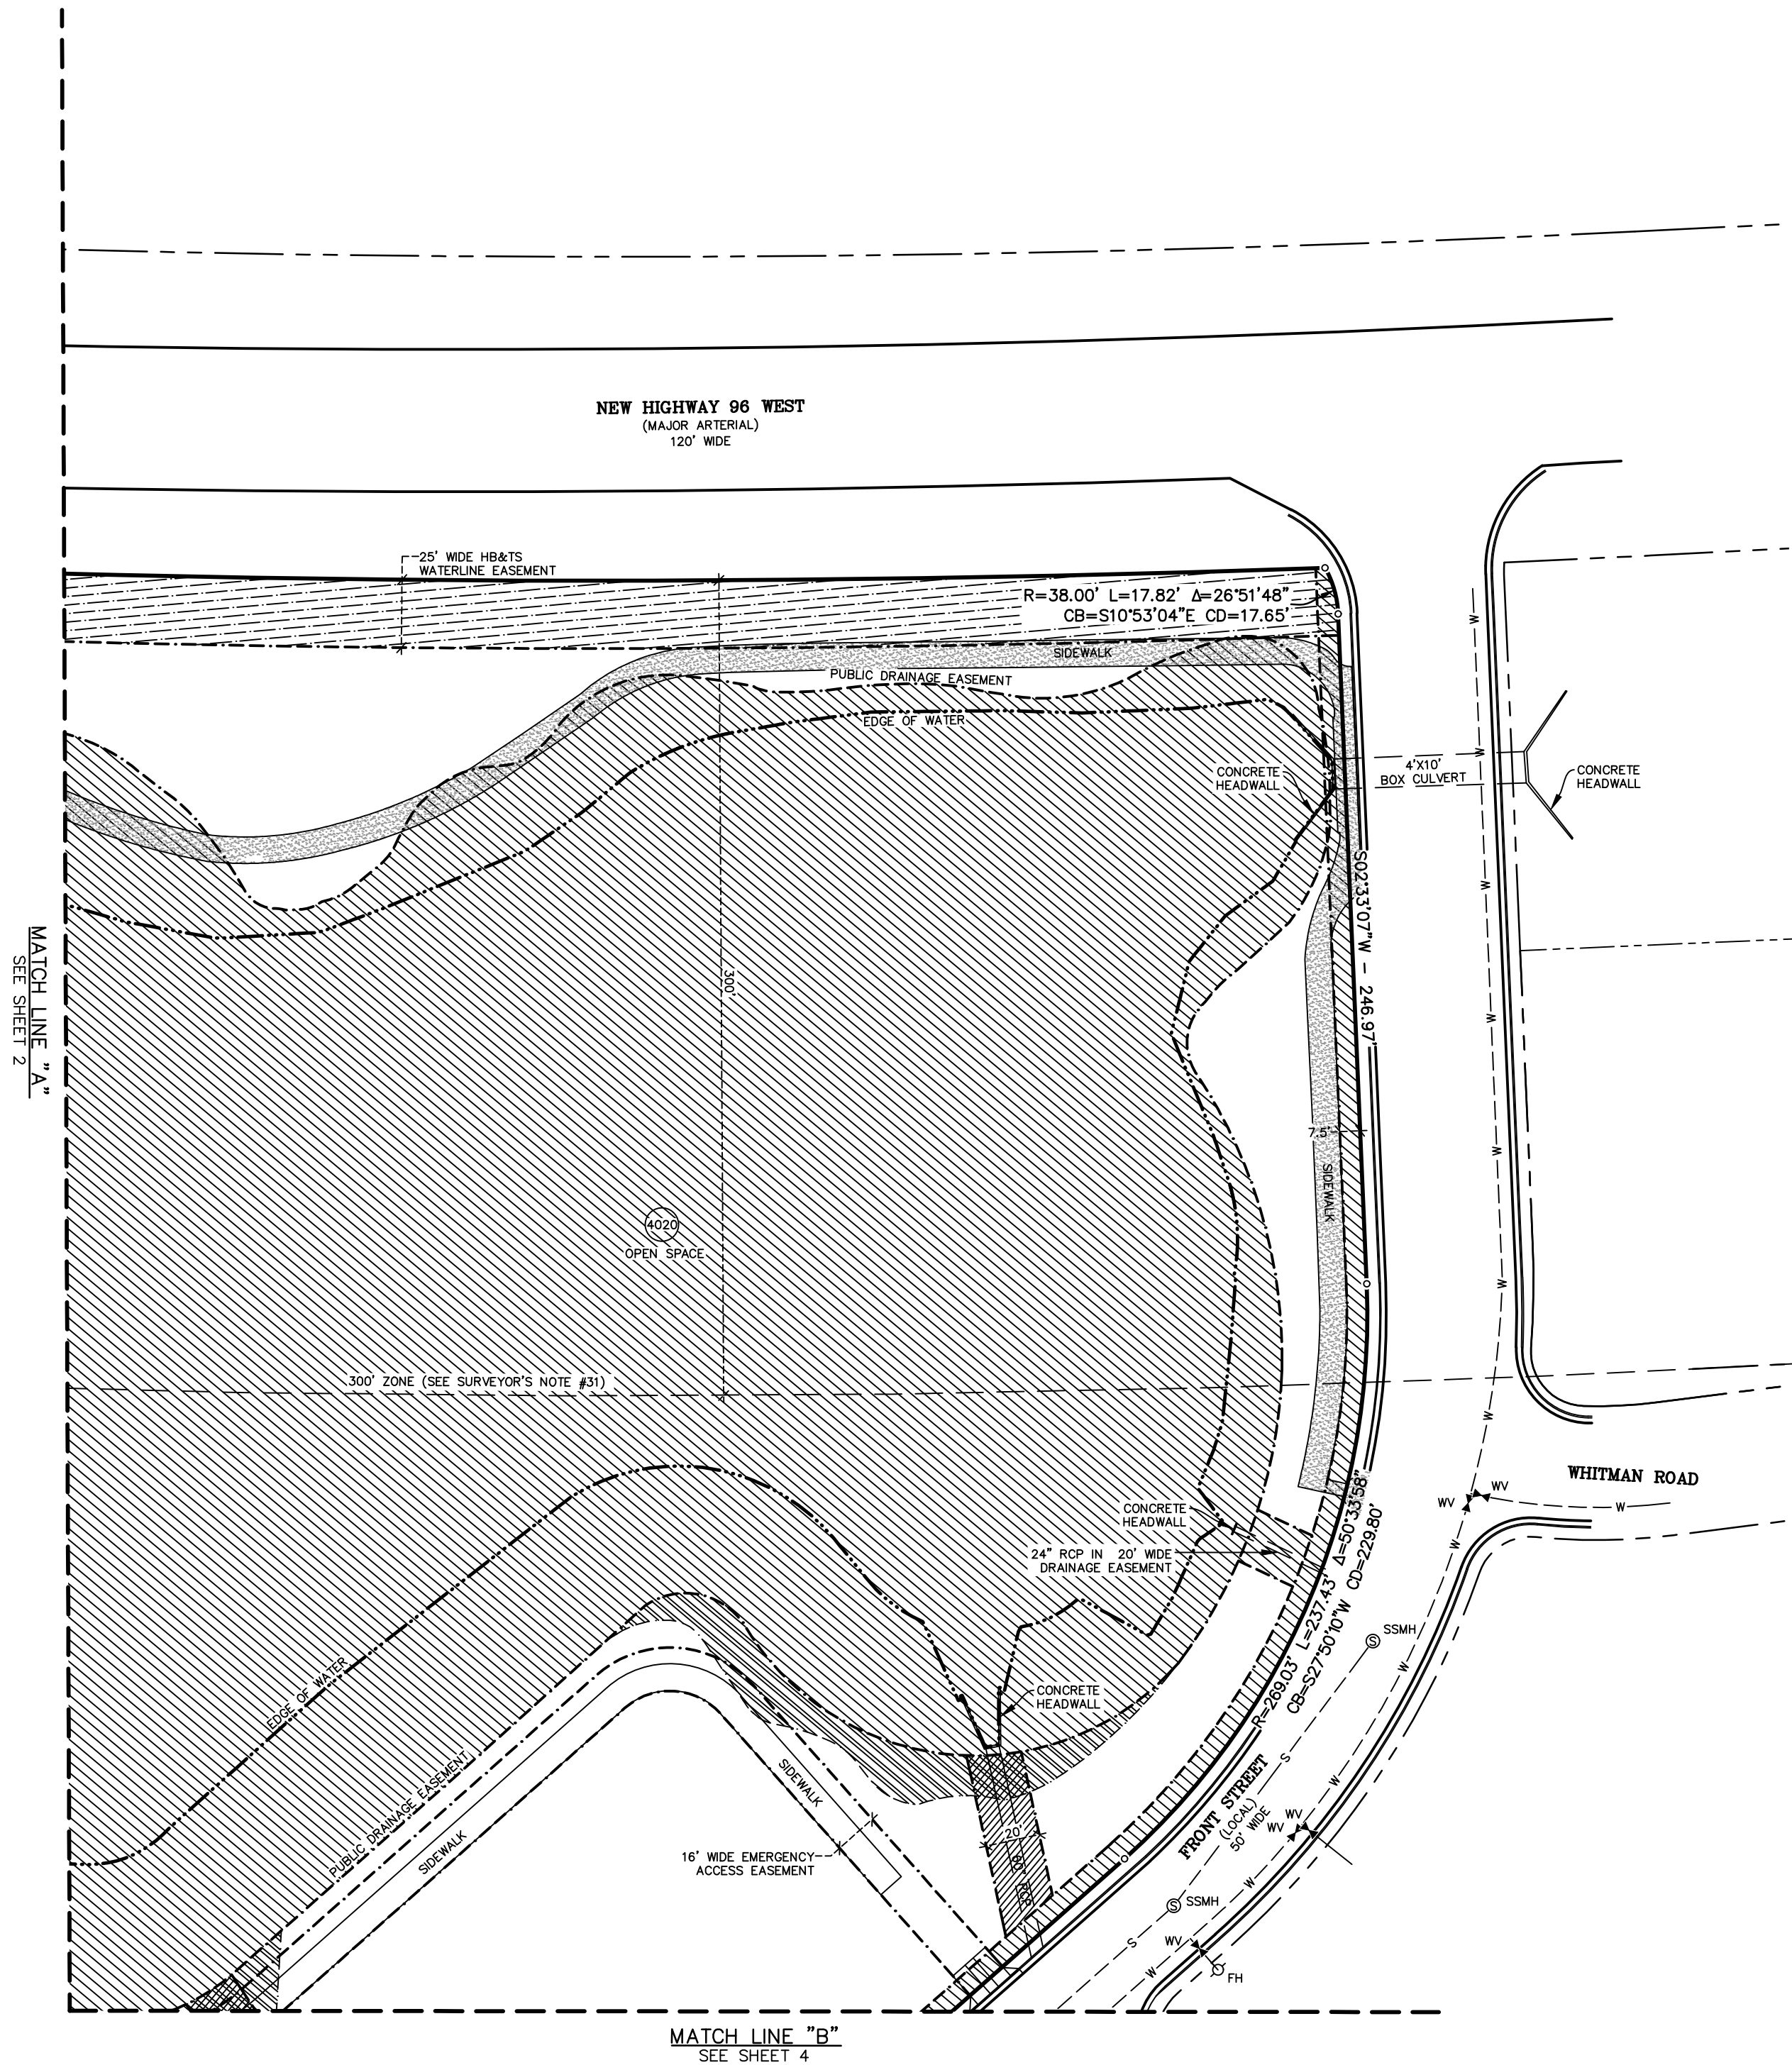 NEW HIGHWAY 96 WEST
(MAJOR ARTERIAL)
120' WIDE
25' WIDE HB&TS
WATERLINE EASEMENT
R=38.00' L=17.82' Δ=26°51'48"
CB=S10°53'04"E CD=17.65'
SIDEWALK
PUBLIC DRAINAGE EASEMENT
EDGE OF WATER
W
W
CONCRETE
HEADWALL
4'X10'
BOX CULVERT
CONCRETE
HEADWALL
S02°33'07"W - 246.97'
W
MATCH LINE "A"
SEE SHEET 2
300'
W
7.5'
W
SIDEWALK
4020
OPEN SPACE
W
300' ZONE (SEE SURVEYOR'S NOTE #31)
W
WHITMAN ROAD
WV
WV
W
CONCRETE
HEADWALL
24" RCP IN 20' WIDE
DRAINAGE EASEMENT
W
R=269.03' L=237.43' Δ=50°33'58"
CB=S27°50'10"W CD=229.80'
S SSMH
W
EDGE OF WATER
CONCRETE
HEADWALL
S
W
SIDEWALK
PUBLIC DRAINAGE EASEMENT
FRONT STREET
(LOCAL)
50' WIDE
WV
WV
SIDEWALK
16' WIDE EMERGENCY
ACCESS EASEMENT
20'
60" RCP
W
S SSMH
S
WV
W
FH
MATCH LINE "B"
SEE SHEET 4